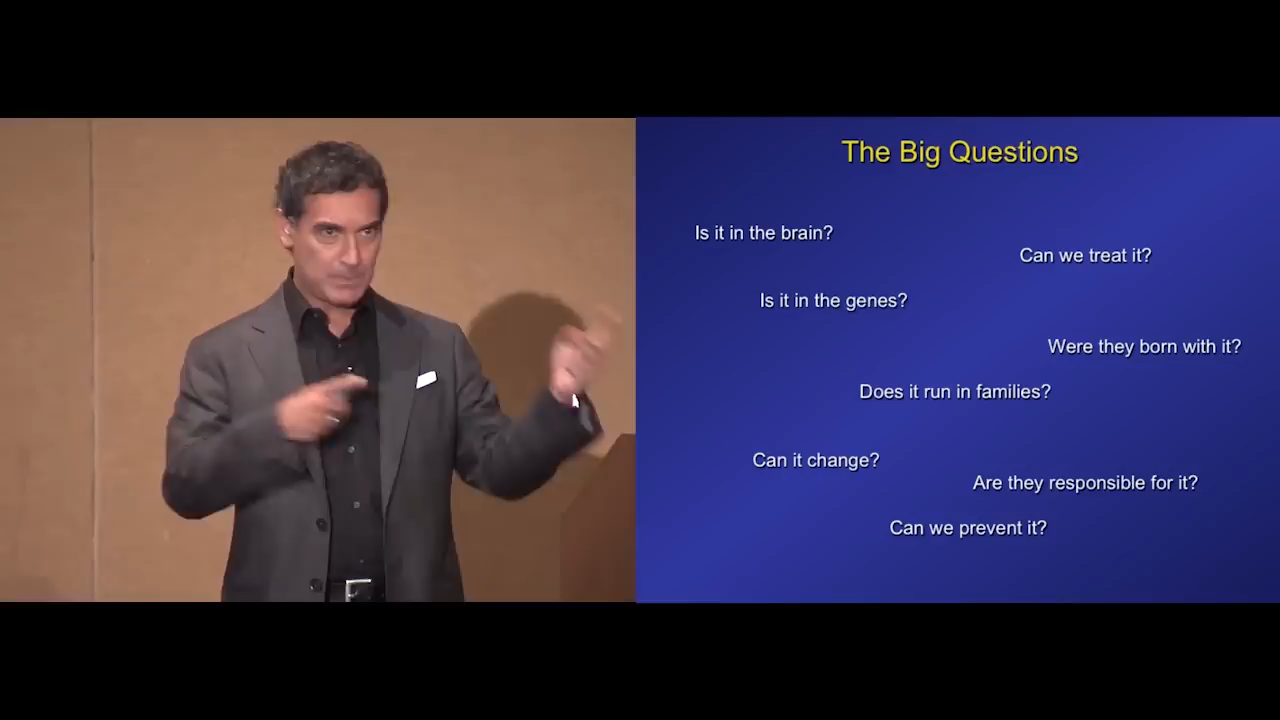 The Big Questions
Is it in the brain?
Can we treat it?
Is it in the genes?
Were they born with it?
Does it run in families?
Can it change?
Are they responsible for it?
Can we prevent it?